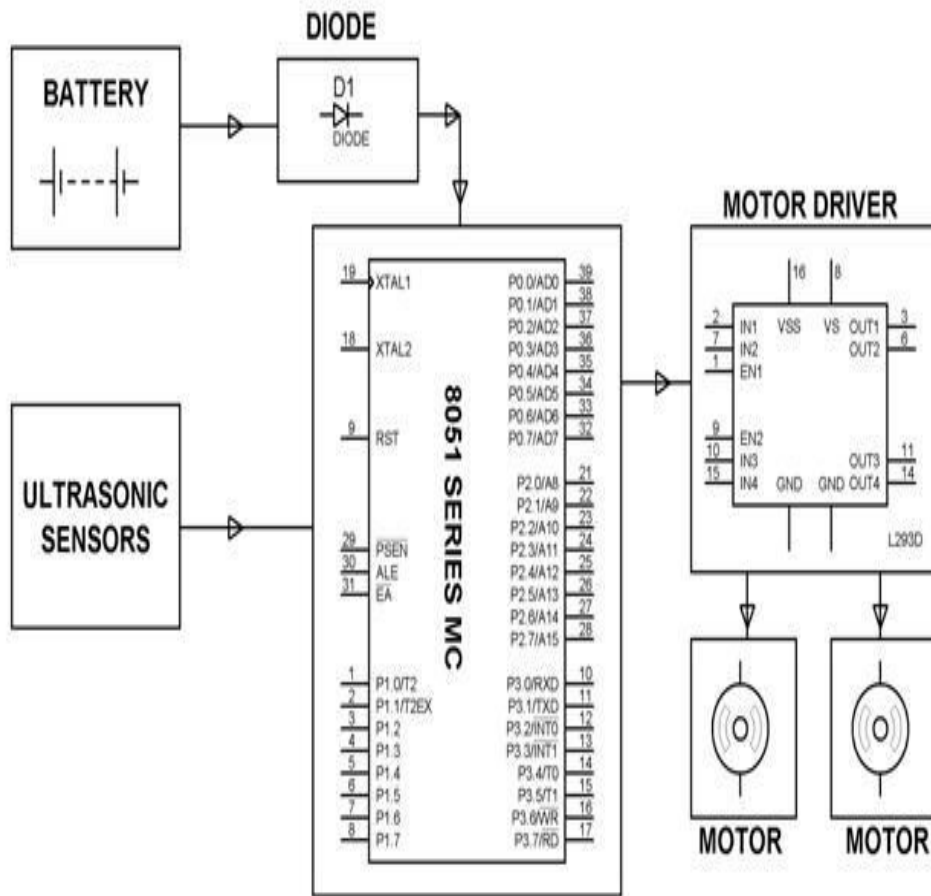 DIODE
BATTERY
D1
DIODE
MOTOR DRIVER
16 8
2 IN1 VSS VS OUT1 3
7 IN2 OUT2 6
1 EN1
9 EN2
10 IN3 OUT3 11
15 IN4 GND GND OUT4 14
L293D
19 XTAL1 P0.0/AD0 39
P0.1/AD1 38
P0.2/AD2 37
18 XTAL2 P0.3/AD3 36
P0.4/AD4 35
P0.5/AD5 34
P0.6/AD6 33
9 RST P0.7/AD7 32
P2.0/A8 21
P2.1/A9 22
P2.2/A10 23
29 PSEN P2.3/A11 24
30 ALE P2.4/A12 25
31 EA P2.5/A13 26
P2.6/A14 27
P2.7/A15 28
1 P1.0/T2 P3.0/RXD 10
2 P1.1/T2EX P3.1/TXD 11
3 P1.2 P3.2/INT0 12
4 P1.3 P3.3/INT1 13
5 P1.4 P3.4/T0 14
6 P1.5 P3.5/T1 15
7 P1.6 P3.6/WR 16
8 P1.7 P3.7/RD 17
8051 SERIES MC
ULTRASONIC
SENSORS
MOTOR MOTOR